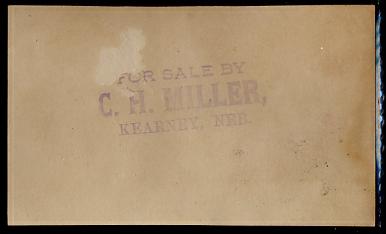 FOR SALE BY
C. H. MILLER,
KEARNEY, NEB.